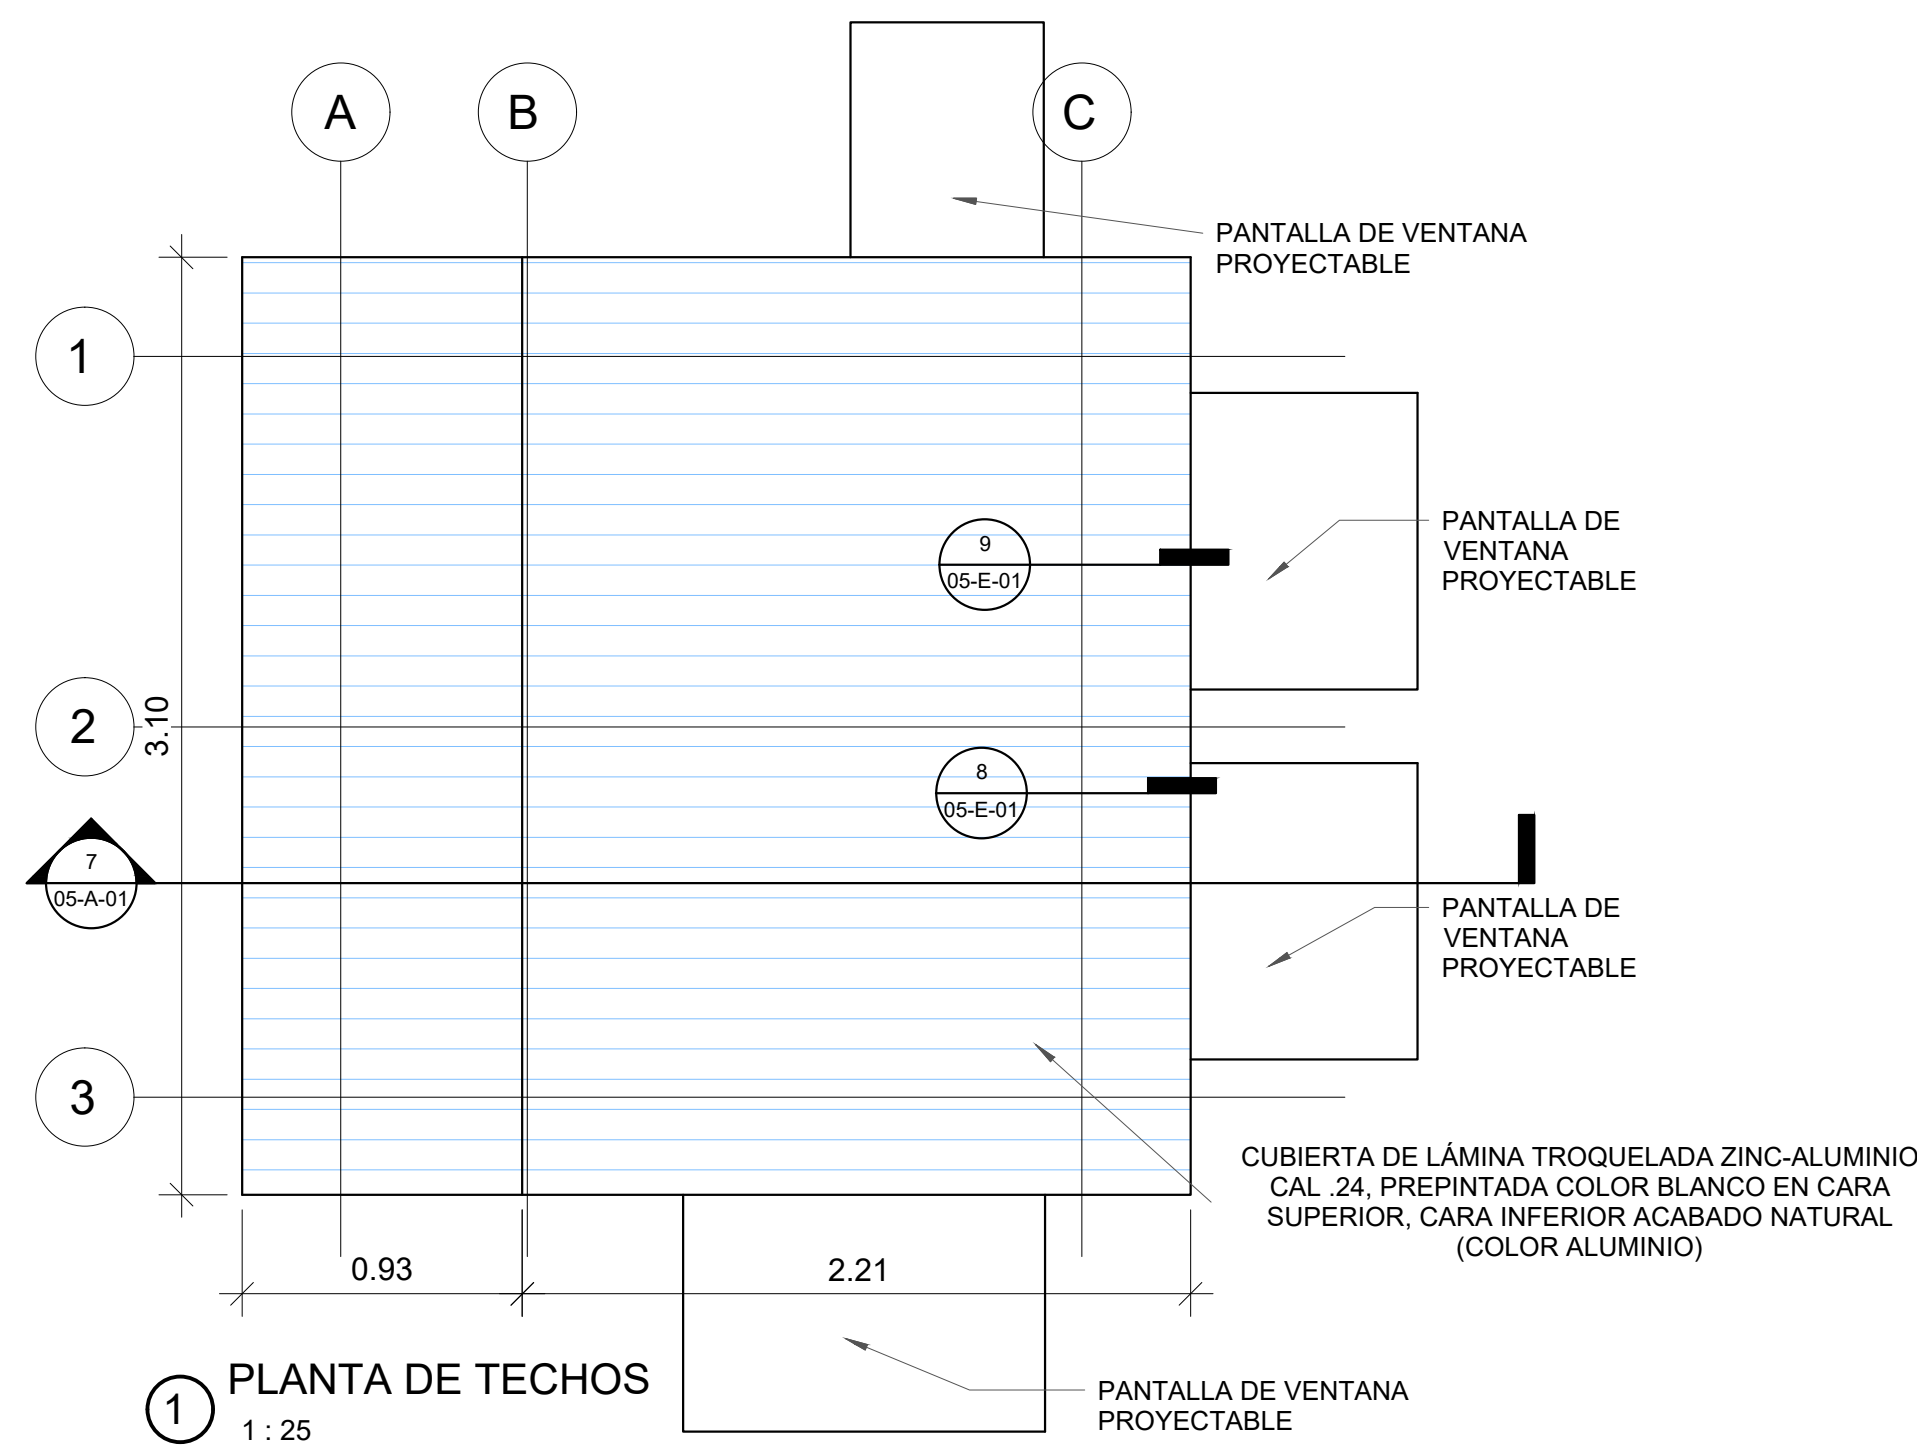 A
B
C
PANTALLA DE VENTANA
PROYECTABLE
1
PANTALLA DE
VENTANA
PROYECTABLE
9
05-E-01
2
3.10
8
05-E-01
7
05-A-01
PANTALLA DE
VENTANA
PROYECTABLE
3
CUBIERTA DE LÁMINA TROQUELADA ZINC-ALUMINIO
CAL .24, PREPINTADA COLOR BLANCO EN CARA
SUPERIOR, CARA INFERIOR ACABADO NATURAL
(COLOR ALUMINIO)
0.93
2.21
1
PLANTA DE TECHOS
1 : 25
PANTALLA DE VENTANA
PROYECTABLE